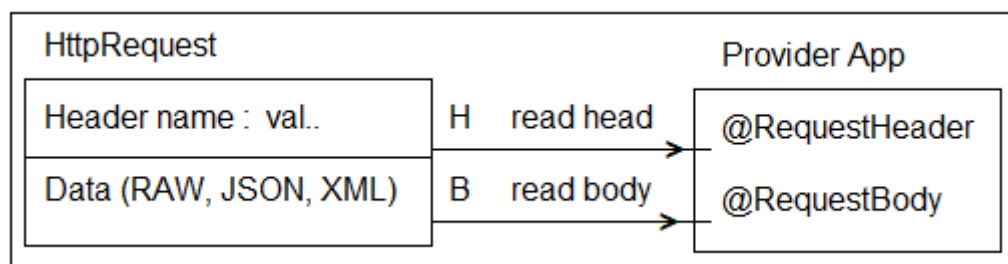 HttpRequest
Provider App
Header name : val..
H read head
@RequestHeader
Data (RAW, JSON, XML)
B read body
@RequestBody